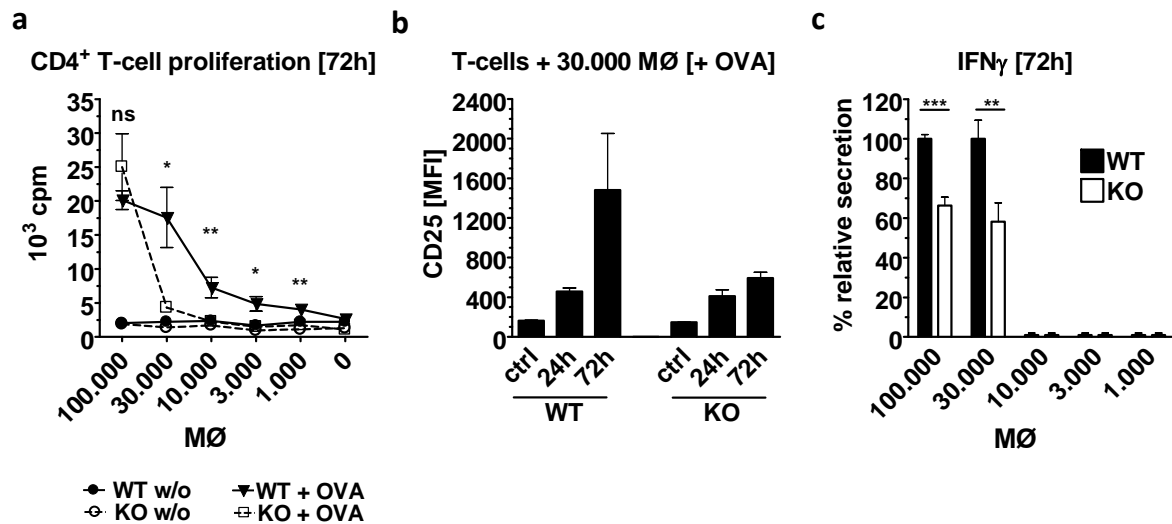 a
CD4⁺ T-cell proliferation [72h]
35
30
25
20
15
10
5
0
10³ cpm
ns
*
**
*
**
100.000
30.000
10.000
3.000
1.000
0
MØ
WT w/o
KO w/o
WT + OVA
KO + OVA
b
T-cells + 30.000 MØ [+ OVA]
2400
2000
1600
1200
800
400
0
CD25 [MFI]
ctrl
24h
72h
ctrl
24h
72h
WT
KO
c
IFNγ [72h]
120
100
80
60
40
20
0
% relative secretion
***
**
WT
KO
100.000
30.000
10.000
3.000
1.000
MØ